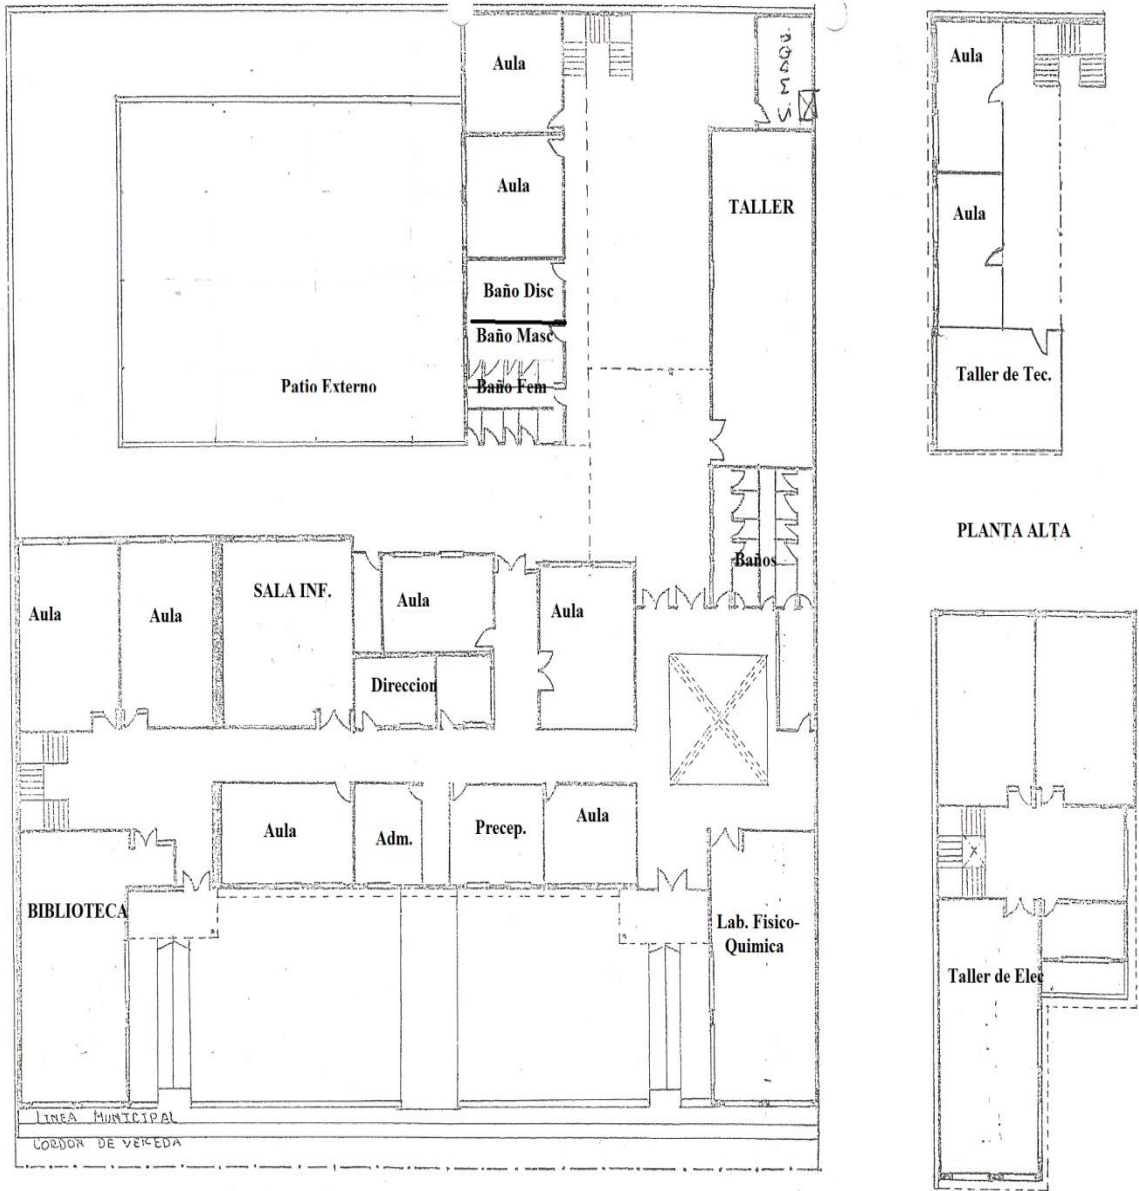 Aula
Aula
Aula
TALLER
Aula
Baño Disc
Baño Masc
Baño Fem
Patio Externo
Taller de Tec.
PLANTA ALTA
Baños
SALA INF.
Aula
Aula
Aula
Aula
Direccion
Aula
Adm.
Precep.
Aula
BIBLIOTECA
Lab. Fisico-
Quimica
Taller de Elec
LINEA MUNICIPAL
CORDON DE VEREDA